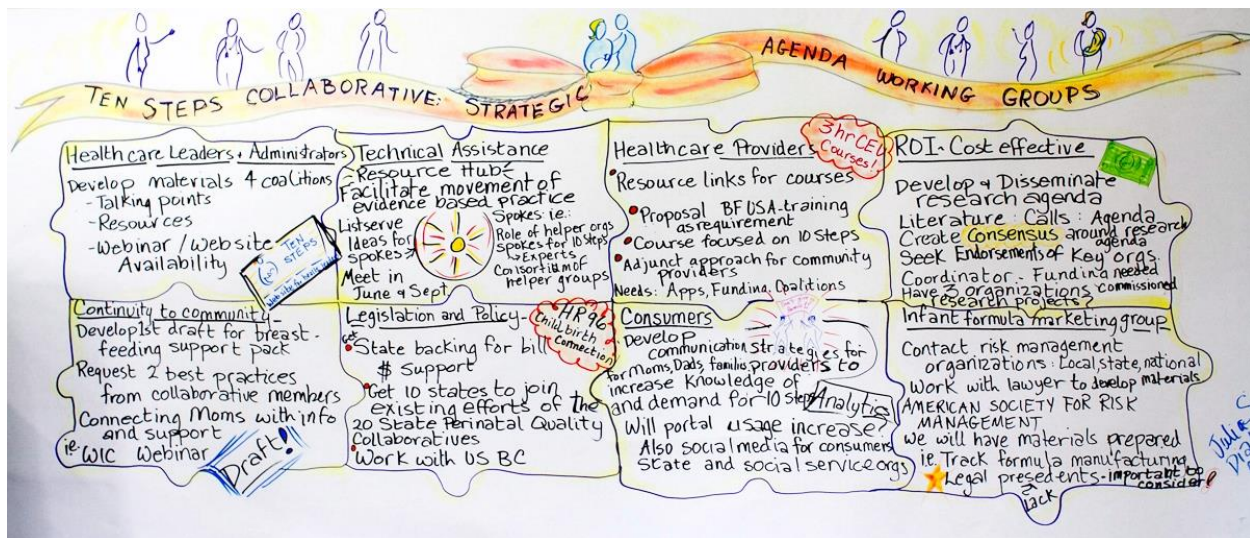 TEN STEPS COLLABORATIVE: STRATEGIC
AGENDA WORKING GROUPS
Healthcare Leaders + Administrators
Develop materials 4 coalitions
- Talking points
- Resources
- Webinar / Website
Availability
TEN
STEPS
Technical Assistance
- Resource Hub
Facilitate movement of
evidence based practice
Listserve
Ideas for
spokes
Meet in
June & Sept.
Spokes: i.e.:
Role of helper orgs
spokes for 10 Steps
Experts
Consortium of
helper groups
Healthcare Providers
3 hr CEU
Courses!
Resource links for courses
Proposal BFUSA-training
as requirement
Course focused on 10 Steps
Adjunct approach for community
providers
Needs: Apps, Funding, Coalitions
ROI - Cost effective
Develop & Disseminate
research agenda
Literature : Calls : Agenda
Create Consensus around research
agenda
Seek Endorsements of Key orgs.
Coordinator - Funding needed
Have 3 organizations commissioned
research projects?
Continuity to community
Develop 1st draft for breast-
feeding support pack
Request 2 best practices
from collaborative members
Connecting Moms with info
and support
ie. WIC Webinar
Draft!
Legislation and Policy -
HR 96
Childbirth
Connection
Get
State backing for bill
$ Support
Get 10 states to join
existing efforts of the
20 State Perinatal Quality
Collaboratives
Work with US BC
Consumers
Develop
communication strategies for
for Moms, Dads, families, providers to
increase Knowledge of
and demand for 10 Steps
Analytics
Will portal usage increase?
Also social media for consumers
State and social service orgs
Infant formula marketing group
Contact risk management
organizations: Local, state, national
Work with lawyer to develop materials
AMERICAN SOCIETY FOR RISK
MANAGEMENT
We will have materials prepared
ie. Track formula manufacturing
Legal presedents - important to
consider!
Lack
Julia